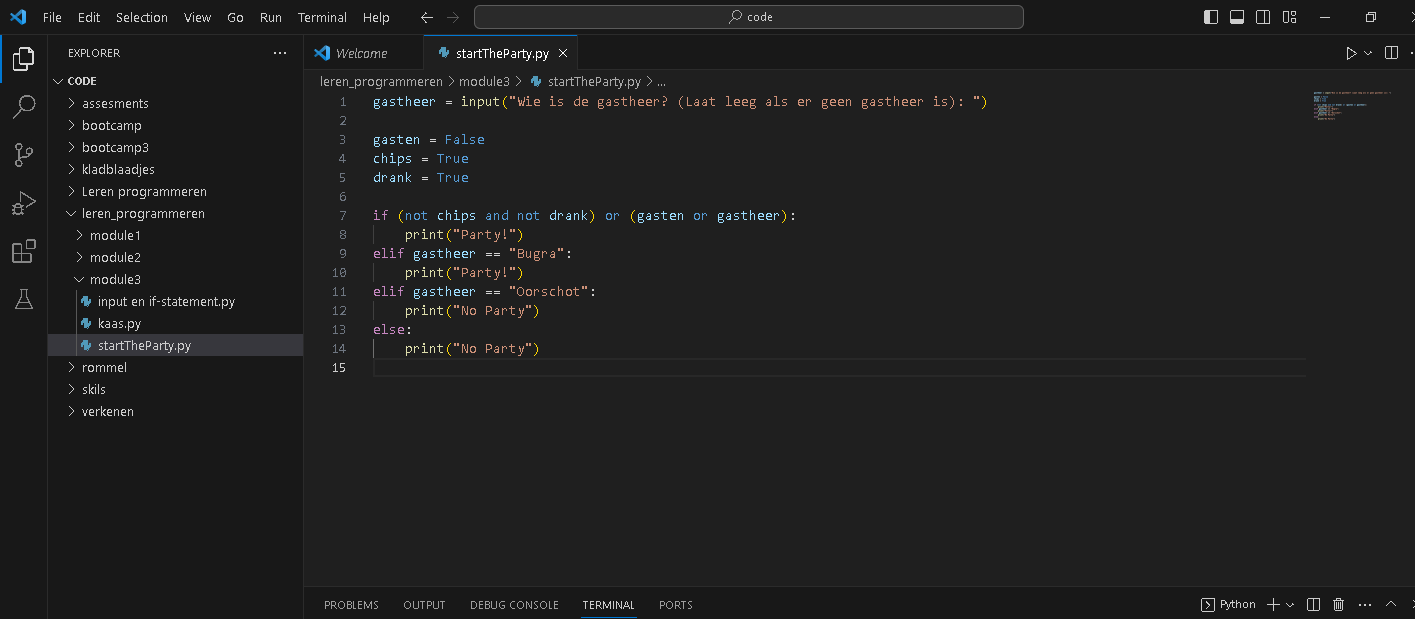 File Edit Selection View Go Run Terminal Help code
EXPLORER ... Welcome startTheParty.py
CODE leren_programmeren > module3 > startTheParty.py > ...
assesments
bootcamp
bootcamp3
kladblaadjes
Leren programmeren
leren_programmeren
module1
module2
module3
input en if-statement.py
kaas.py
startTheParty.py
rommel
skils
verkenen
1 gastheer = input("Wie is de gastheer? (Laat leeg als er geen gastheer is): ")
2
3 gasten = False
4 chips = True
5 drank = True
6
7 if (not chips and not drank) or (gasten or gastheer):
8 print("Party!")
9 elif gastheer == "Bugra":
10 print("Party!")
11 elif gastheer == "Oorschot":
12 print("No Party")
13 else:
14 print("No Party")
15
PROBLEMS OUTPUT DEBUG CONSOLE TERMINAL PORTS Python